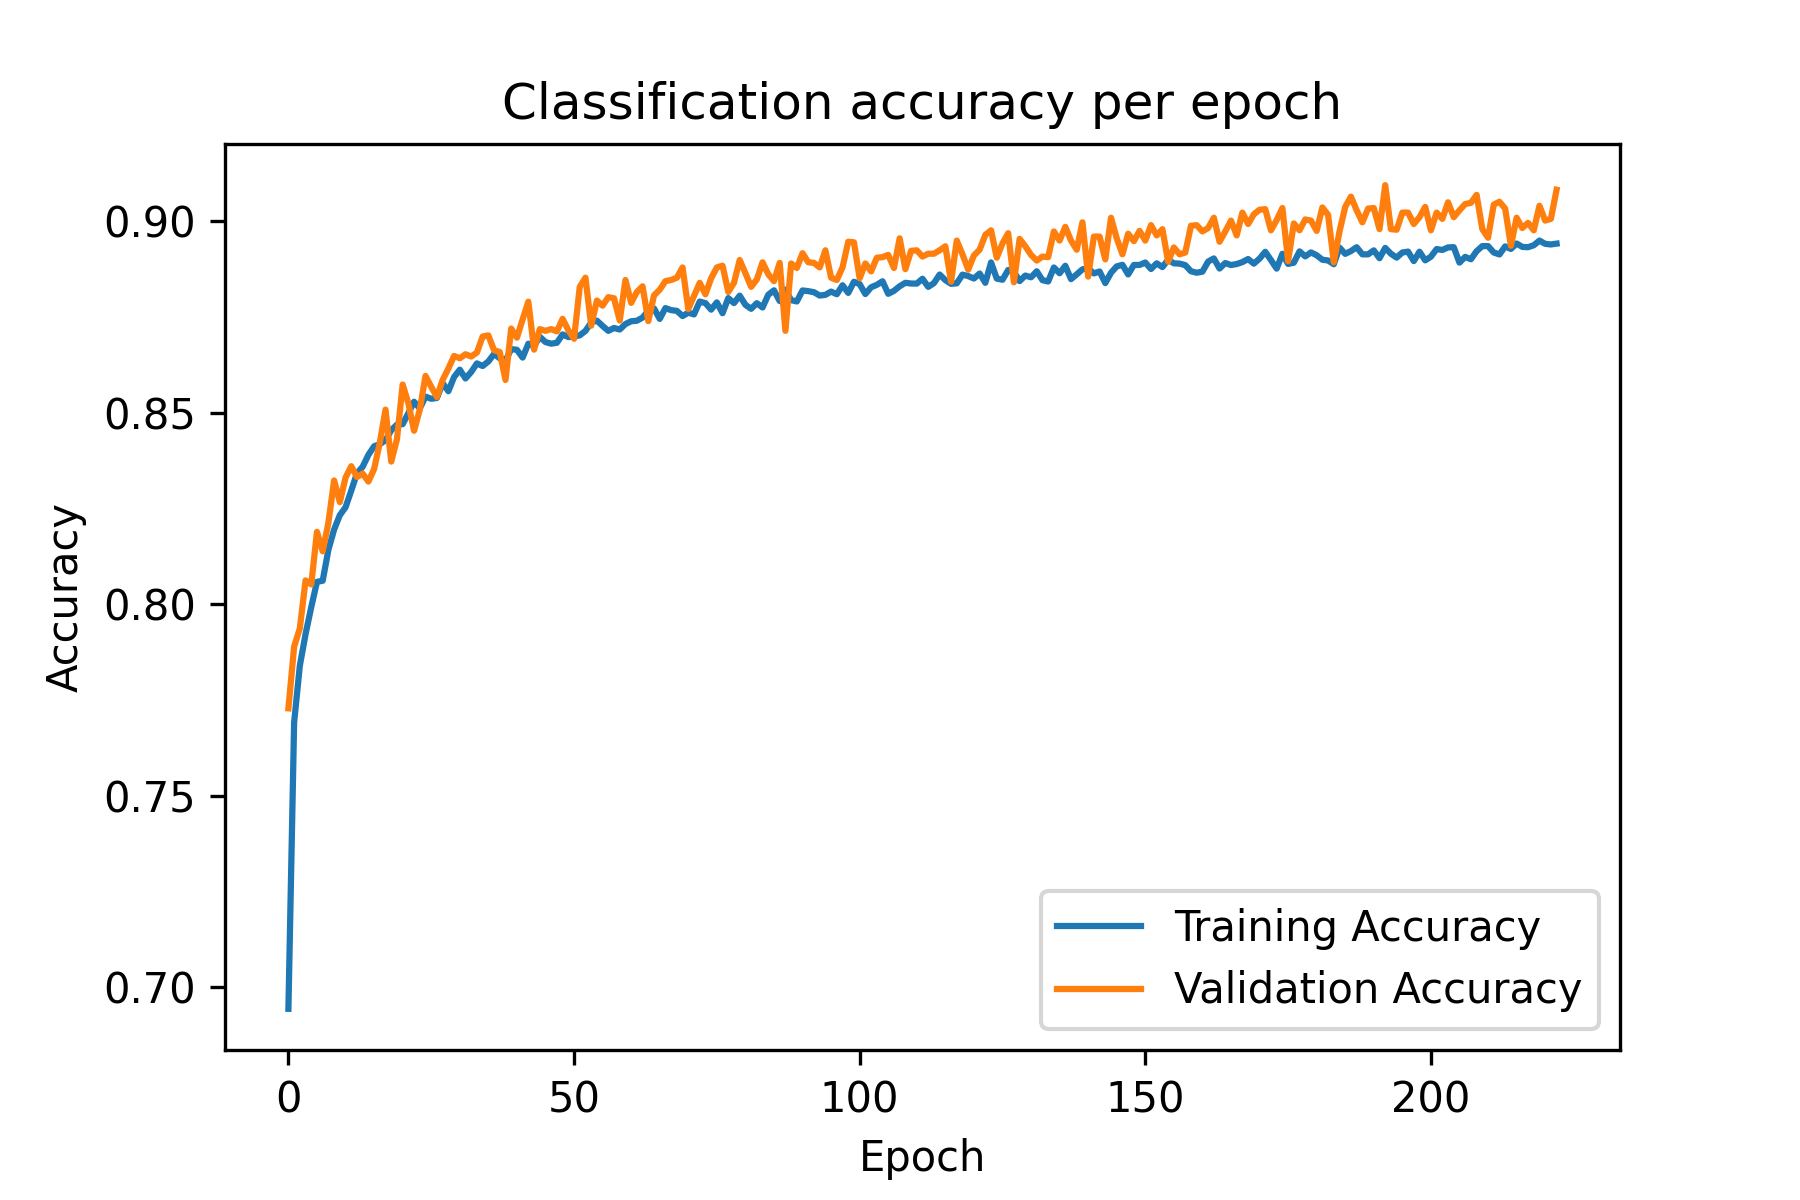 Classification accuracy per epoch
0.90
0.85
0.80
0.75
0.70
Accuracy
Training Accuracy
Validation Accuracy
0 50 100 150 200
Epoch